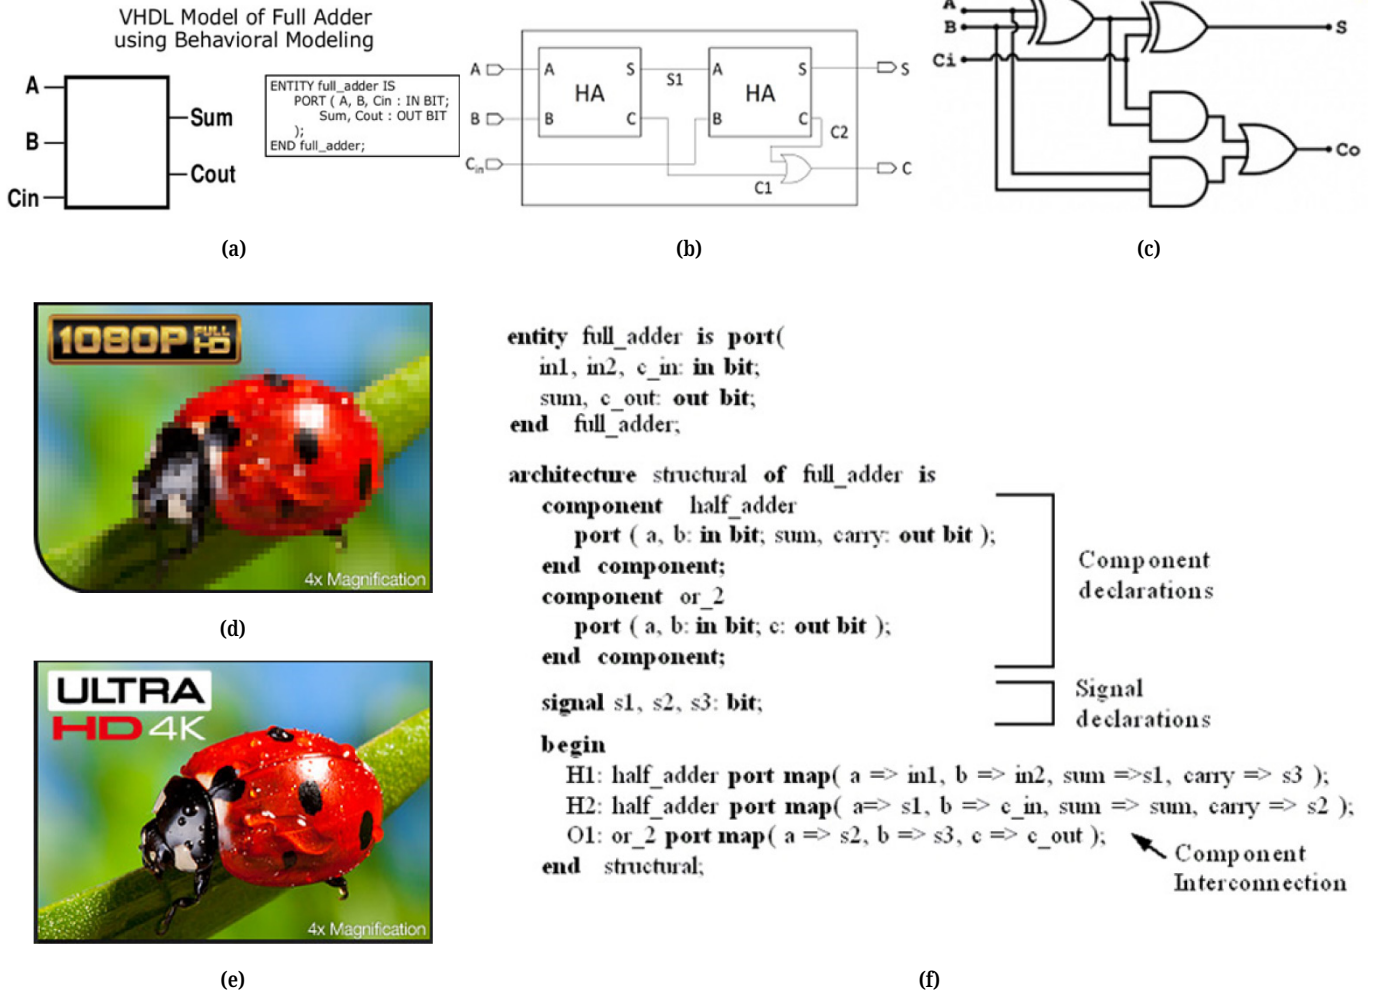 VHDL Model of Full Adder
using Behavioral Modeling
A
B
Cin
Sum
Cout
ENTITY full_adder IS
PORT ( A, B, Cin : IN BIT;
Sum, Cout : OUT BIT
);
END full_adder;
(a)
A
B
Cin
A
B
HA
S
C
S1
A
B
HA
S
C
C2
C1
S
C
(b)
A
B
Ci
S
Co
(c)
1080P FULL HD
4x Magnification
(d)
ULTRA
HD 4K
4x Magnification
(e)
entity full_adder is port(
in1, in2, c_in: in bit;
sum, c_out: out bit;
end full_adder;
architecture structural of full_adder is
component half_adder
port ( a, b: in bit; sum, carry: out bit );
end component;
component or_2
port ( a, b: in bit; c: out bit );
end component;
Component
declarations
signal s1, s2, s3: bit;
Signal
declarations
begin
H1: half_adder port map( a => in1, b => in2, sum =>s1, carry => s3 );
H2: half_adder port map( a=> s1, b => c_in, sum => sum, carry => s2 );
O1: or_2 port map( a => s2, b => s3, c => c_out );
end structural;
Component
Interconnection
(f)